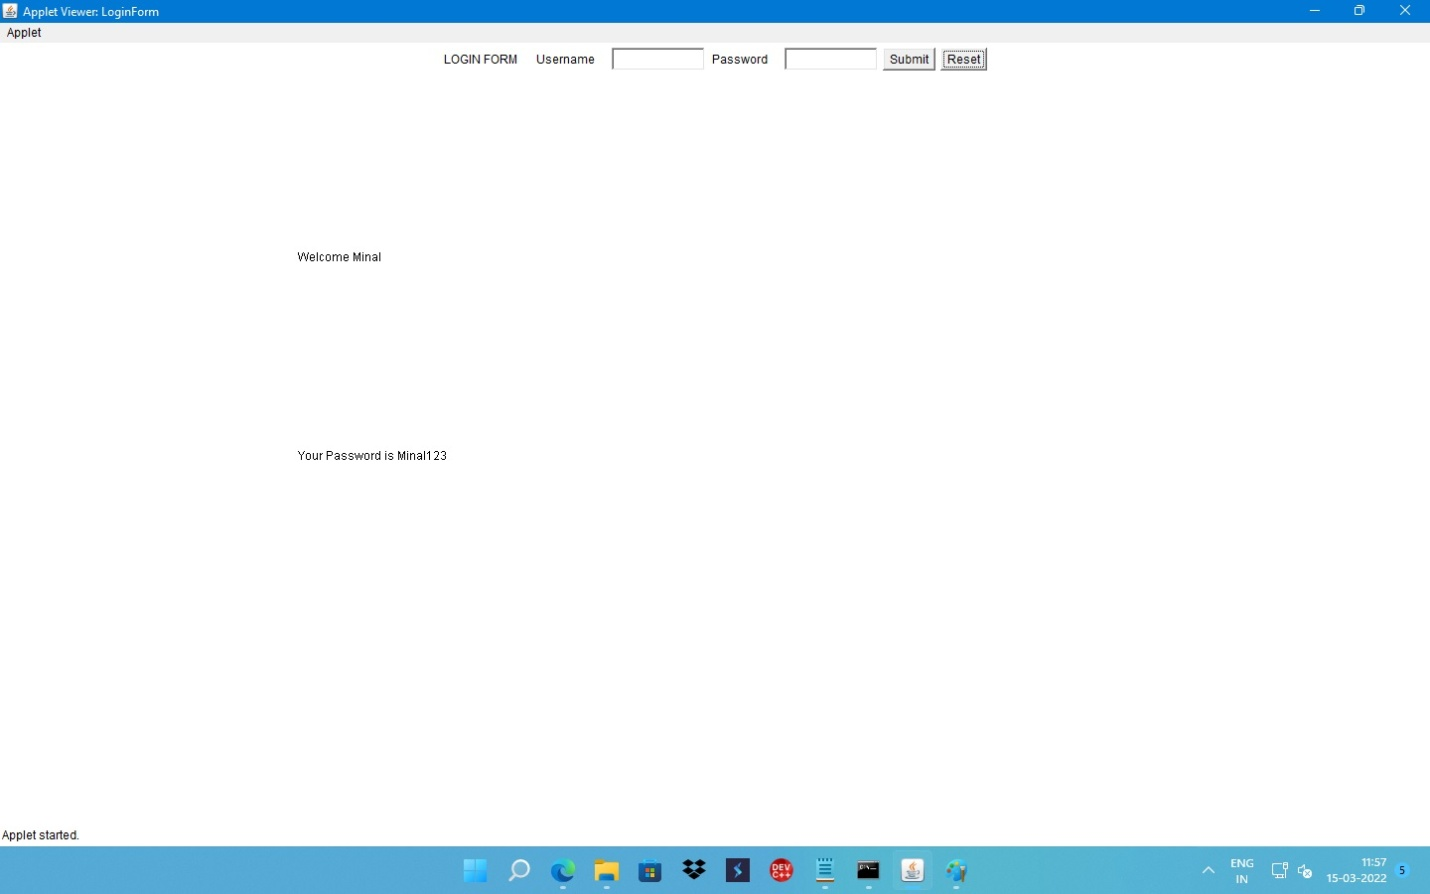 Applet Viewer: LoginForm
Applet
LOGIN FORM Username Password Submit Reset
Welcome Minal
Your Password is Minal123
Applet started.
DEV C++
ENG
IN
11:57
15-03-2022
5